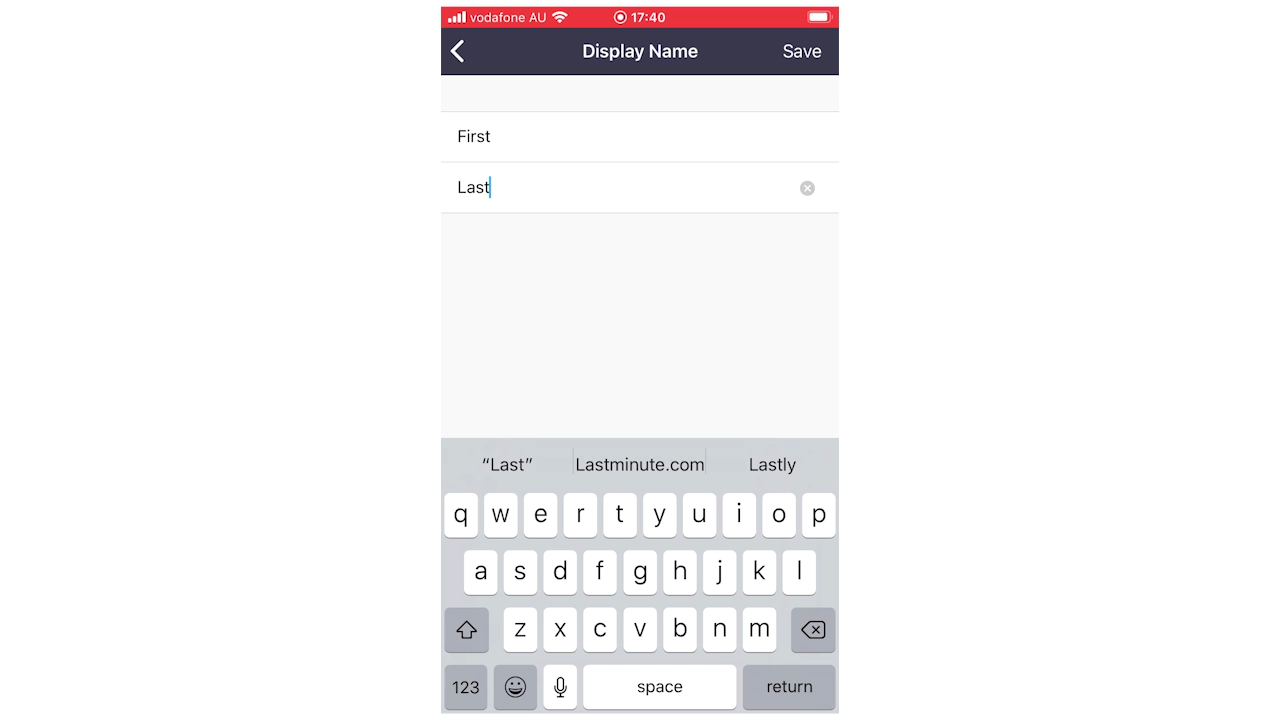 vodafone AU 17:40
Display Name Save
First
Last
“Last” Lastminute.com Lastly
q w e r t y u i o p
a s d f g h j k l
z x c v b n m
123 space return